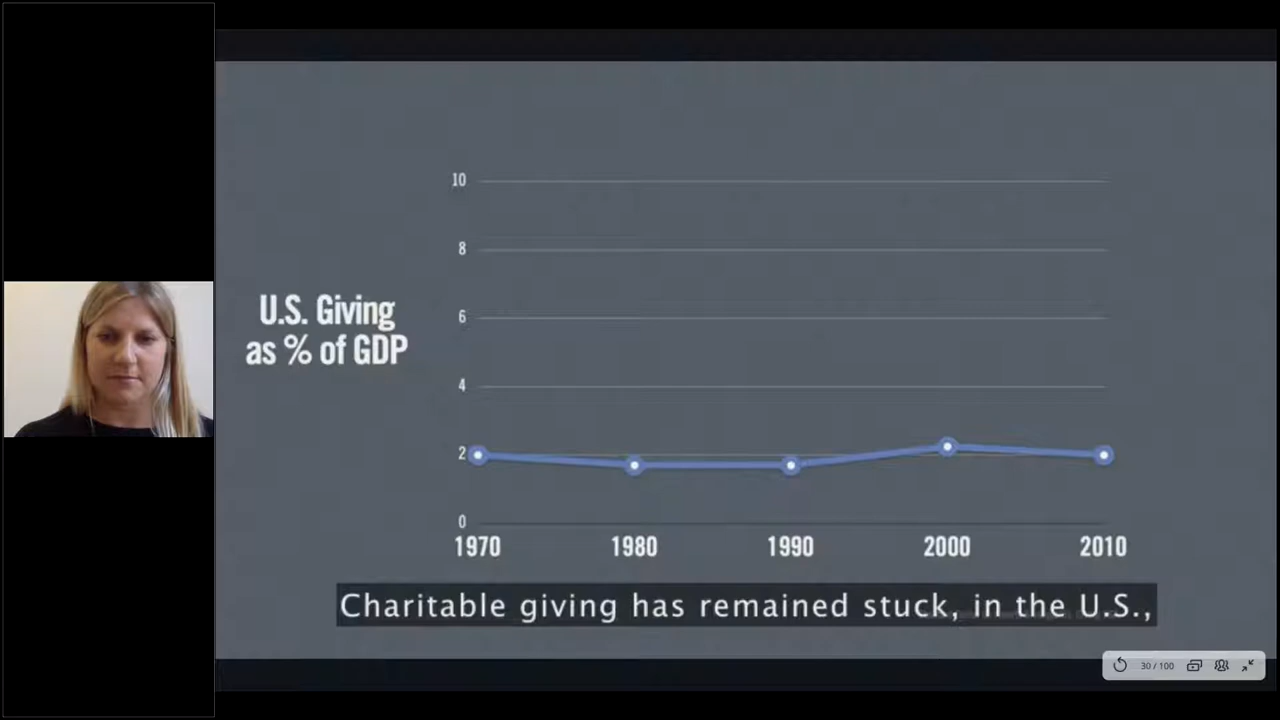 10
8
U.S. Giving
as % of GDP
6
4
2
0
1970 1980 1990 2000 2010
Charitable giving has remained stuck, in the U.S.,
30 / 100